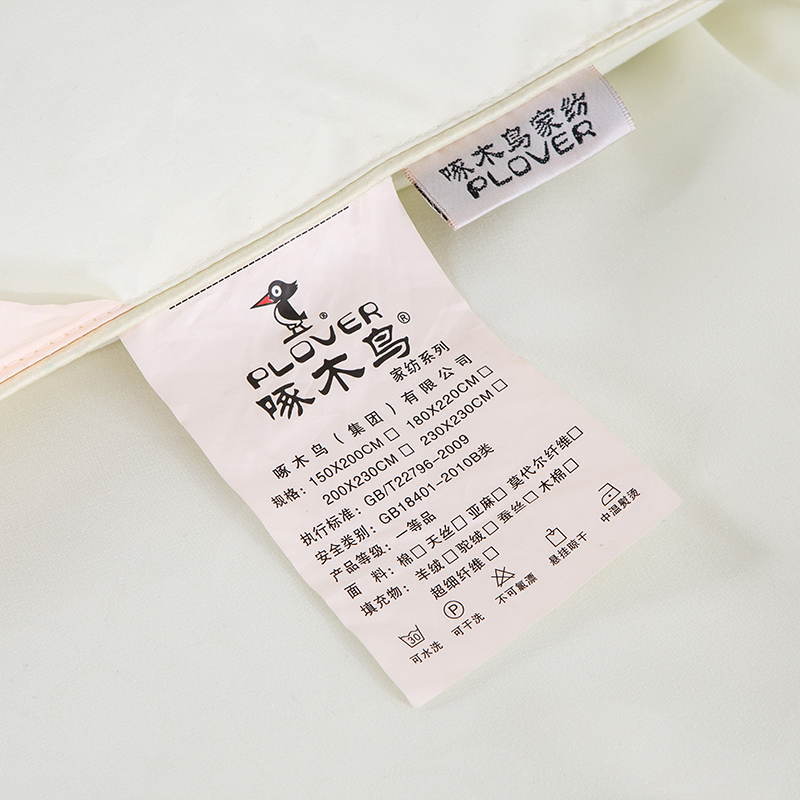 啄木鸟家纺
PLOVER
PLOVER®
啄木鸟®
家纺系列
啄木鸟（集团）有限公司
规格：150X200CM□ 180X220CM□
200X230CM□ 230X230CM□
执行标准：GB/T22796-2009
安全类别：GB18401-2010B类
产品等级：一等品
面 料：棉□天丝□亚麻□莫代尔纤维□
填充物：羊绒□驼绒□蚕丝□木棉□
超细纤维□
30 P
可水洗 可干洗 不可氯漂 悬挂晾干 中温熨烫